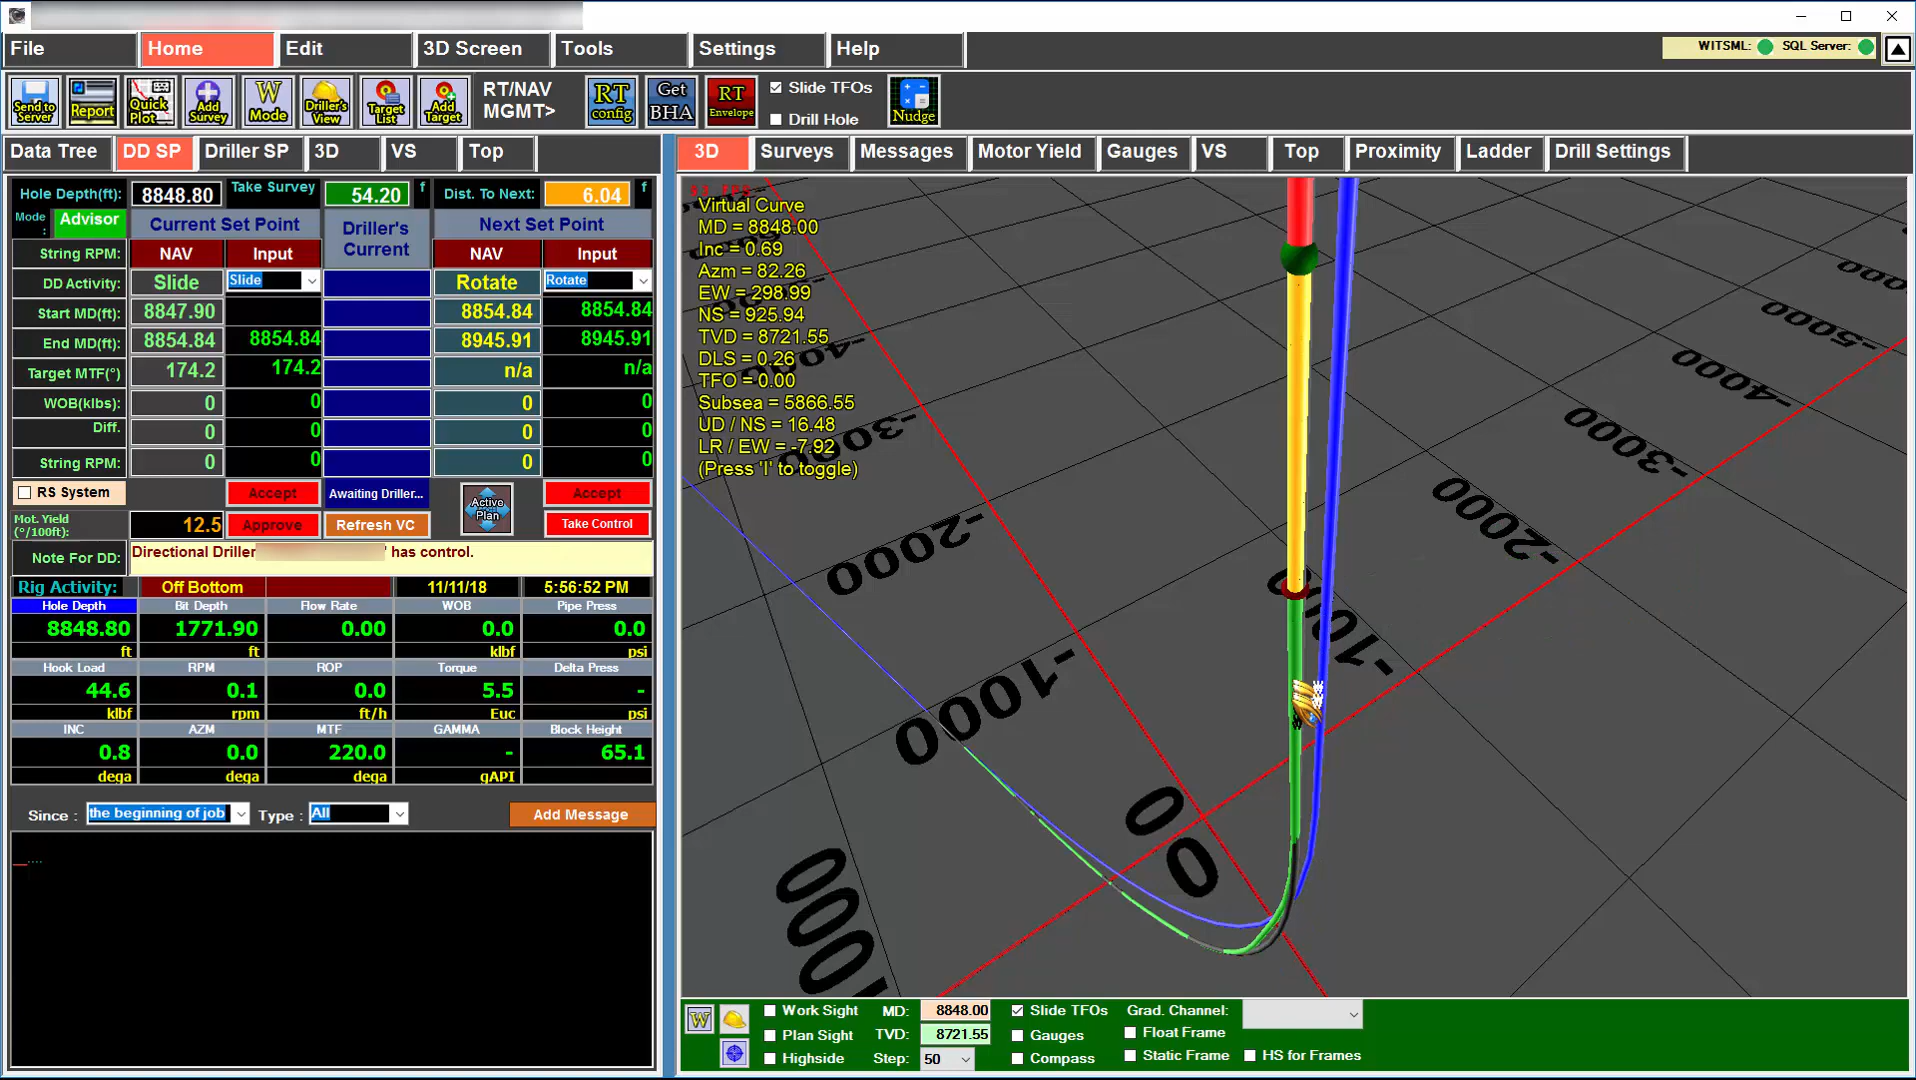 File Home Edit 3D Screen Tools Settings Help WITSML: SQL Server:
Send to Server Report Quick Plot Add Survey W Mode Driller's View Target List Add Target RT/NAV MGMT> RT config Get BHA RT Envelope Slide TFOs Drill Hole Nudge
Data Tree DD SP Driller SP 3D VS Top
3D Surveys Messages Motor Yield Gauges VS Top Proximity Ladder Drill Settings
Hole Depth(ft): 8848.80 Take Survey 54.20 f Dist. To Next: 6.04 f
Mode : Advisor Current Set Point Driller's Current Next Set Point
String RPM: NAV Input NAV Input
DD Activity: Slide Slide Rotate Rotate
Start MD(ft): 8847.90 8854.84 8854.84
End MD(ft): 8854.84 8854.84 8945.91 8945.91
Target MTF(°) 174.2 174.2 n/a n/a
WOB(klbs): 0 0 0 0
Diff. 0 0 0 0
String RPM: 0 0 0 0
RS System Accept Awaiting Driller... Active Plan Accept
Mot. Yield (°/100ft): 12.5 Approve Refresh VC Take Control
Note For DD: Directional Driller ' has control.
Rig Activity: Off Bottom 11/11/18 5:56:52 PM
Hole Depth Bit Depth Flow Rate WOB Pipe Press
8848.80 1771.90 0.00 0.0 0.0
ft ft klbf psi
Hook Load RPM ROP Torque Delta Press
44.6 0.1 0.0 5.5 -
klbf rpm ft/h Euc psi
INC AZM MTF GAMMA Block Height
0.8 0.0 220.0 - 65.1
dega dega dega gAPI
Since : the beginning of job Type : All Add Message
Virtual Curve
MD = 8848.00
Inc = 0.69
Azm = 82.26
EW = 298.99
NS = 925.94
TVD = 8721.55
DLS = 0.26
TFO = 0.00
Subsea = 5866.55
UD / NS = 16.48
LR / EW = -7.92
(Press 'I' to toggle)
-4000
-3000
-2000
-1000
0
0
-1000
-2000
-3000
-4000
-5000
Work Sight MD: 8848.00 Slide TFOs Grad. Channel:
Plan Sight TVD: 8721.55 Gauges Float Frame
Highside Step: 50 Compass Static Frame HS for Frames